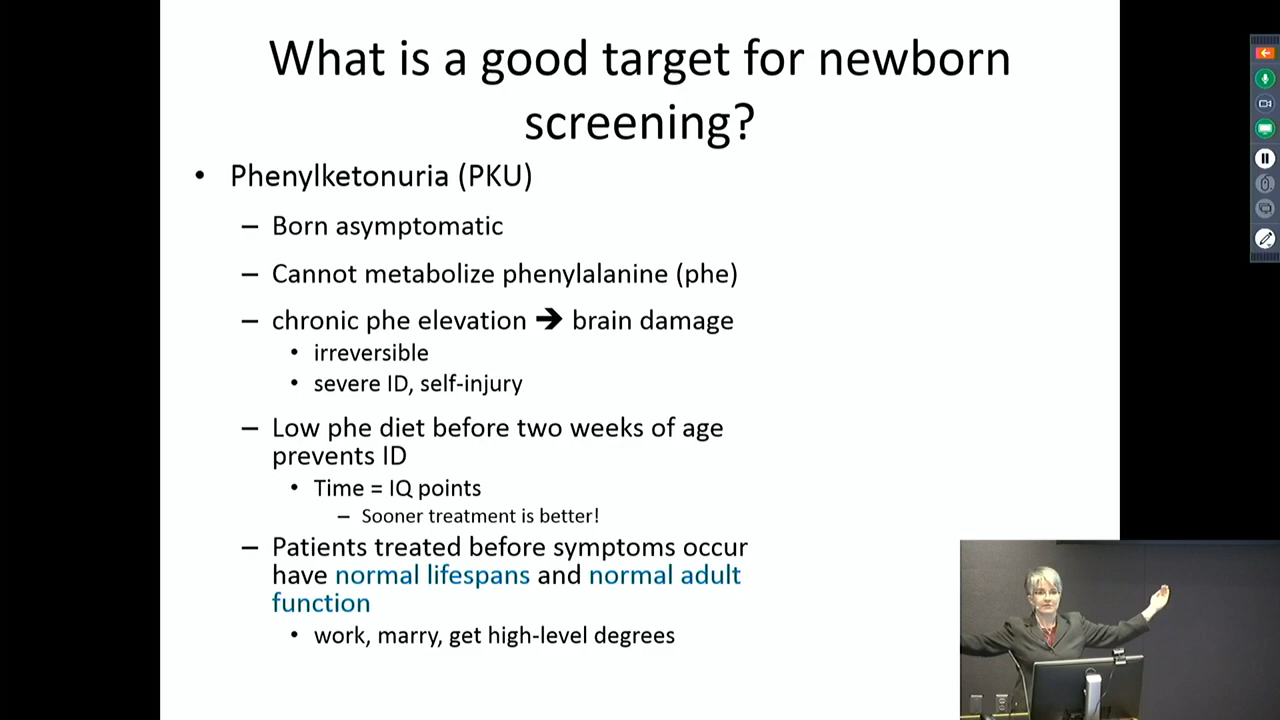 What is a good target for newborn
screening?
• Phenylketonuria (PKU)
– Born asymptomatic
– Cannot metabolize phenylalanine (phe)
– chronic phe elevation ➔ brain damage
• irreversible
• severe ID, self-injury
– Low phe diet before two weeks of age
prevents ID
• Time = IQ points
– Sooner treatment is better!
– Patients treated before symptoms occur
have normal lifespans and normal adult
function
• work, marry, get high-level degrees